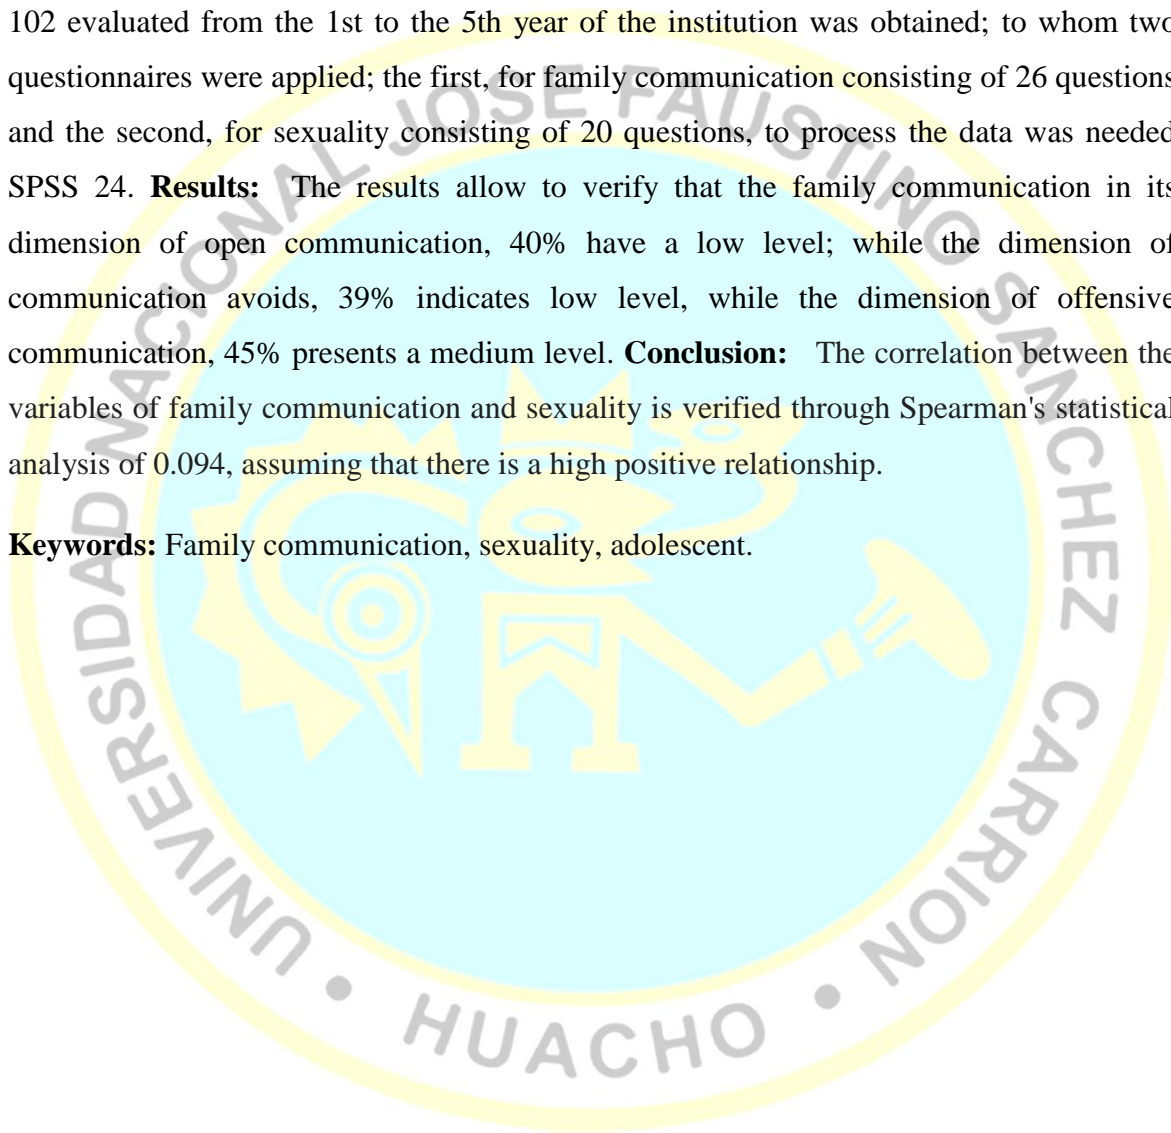 102 evaluated from the 1st to the 5th year of the institution was obtained; to whom two
questionnaires were applied; the first, for family communication consisting of 26 questions
and the second, for sexuality consisting of 20 questions, to process the data was needed
SPSS 24. Results: The results allow to verify that the family communication in its
dimension of open communication, 40% have a low level; while the dimension of
communication avoids, 39% indicates low level, while the dimension of offensive
communication, 45% presents a medium level. Conclusion: The correlation between the
variables of family communication and sexuality is verified through Spearman's statistical
analysis of 0.094, assuming that there is a high positive relationship.
Keywords: Family communication, sexuality, adolescent.
UNIVERSIDAD NACIONAL JOSE FAUSTINO SANCHEZ CARRION
• HUACHO •